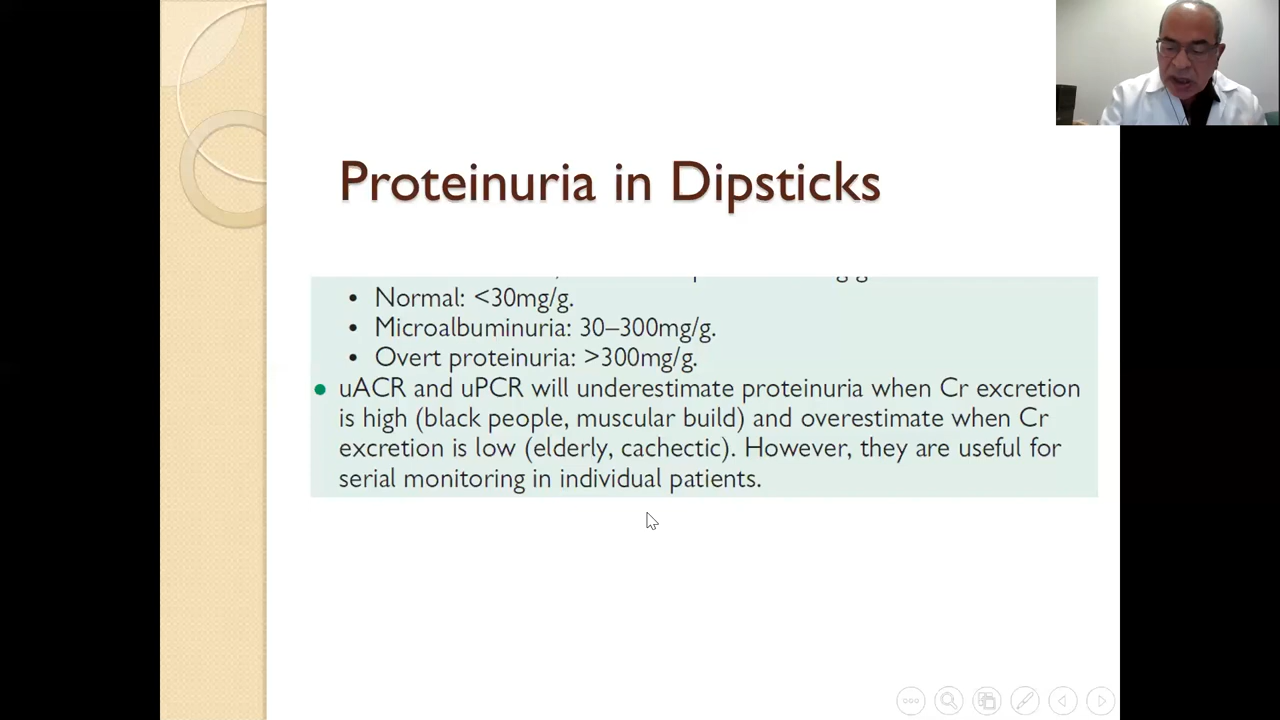 Proteinuria in Dipsticks
• Normal: <30mg/g.
• Microalbuminuria: 30–300mg/g.
• Overt proteinuria: >300mg/g.
• uACR and uPCR will underestimate proteinuria when Cr excretion
is high (black people, muscular build) and overestimate when Cr
excretion is low (elderly, cachectic). However, they are useful for
serial monitoring in individual patients.